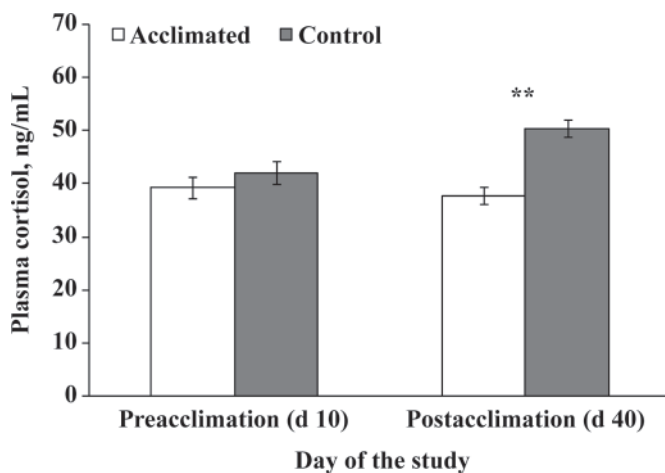 70
Acclimated Control
60
**
50
40
30
20
10
0
Plasma cortisol, ng/mL
Preacclimation (d 10) Postacclimation (d 40)
Day of the study